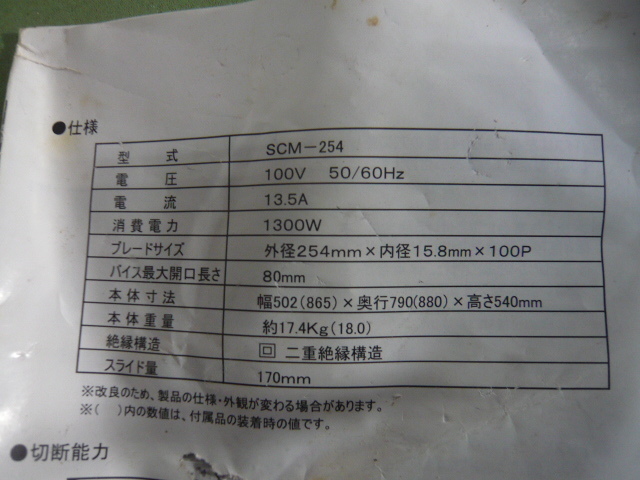 ●仕様
型式 SCM－254
電圧 100V 50/60Hz
電流 13.5A
消費電力 1300W
ブレードサイズ 外径254mm×内径15.8mm×100P
バイス最大開口長さ 80mm
本体寸法 幅502(865)×奥行790(880)×高さ540mm
本体重量 約17.4Kg(18.0)
絶縁構造 回 二重絶縁構造
スライド量 170mm
※改良のため、製品の仕様・外観が変わる場合があります。
※( )内の数値は、付属品の装着時の値です。
●切断能力